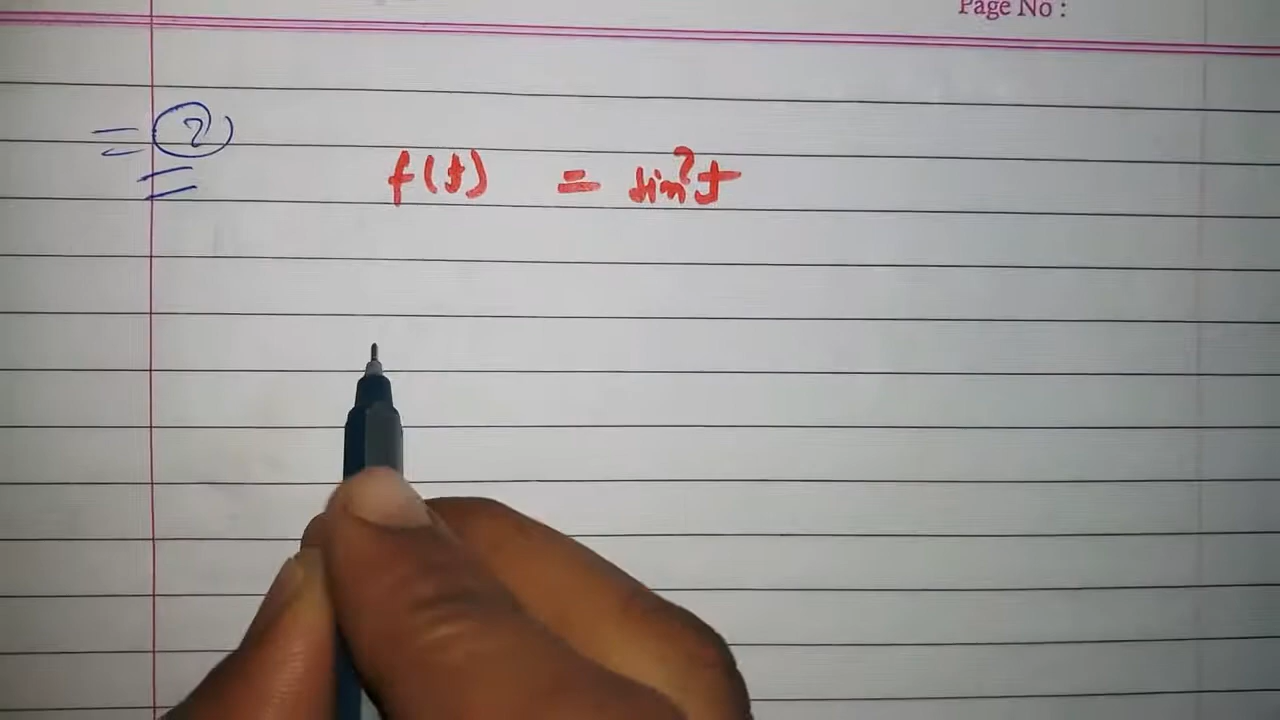 Page No :
2
f(t) = sin²t